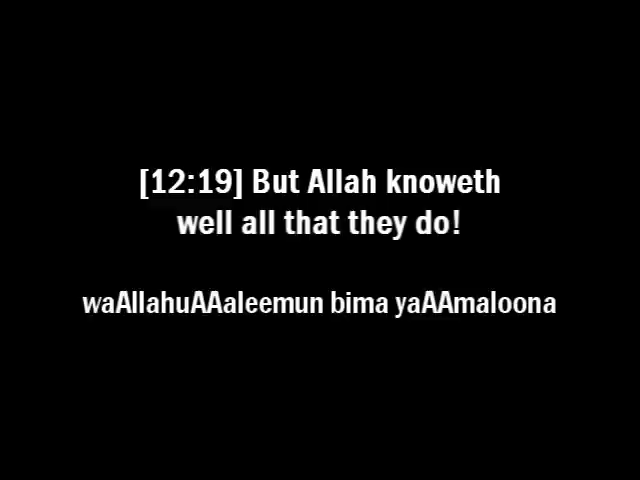 [12:19] But Allah knoweth
well all that they do!
waAllahuAAaleemun bima yaAAmaloona